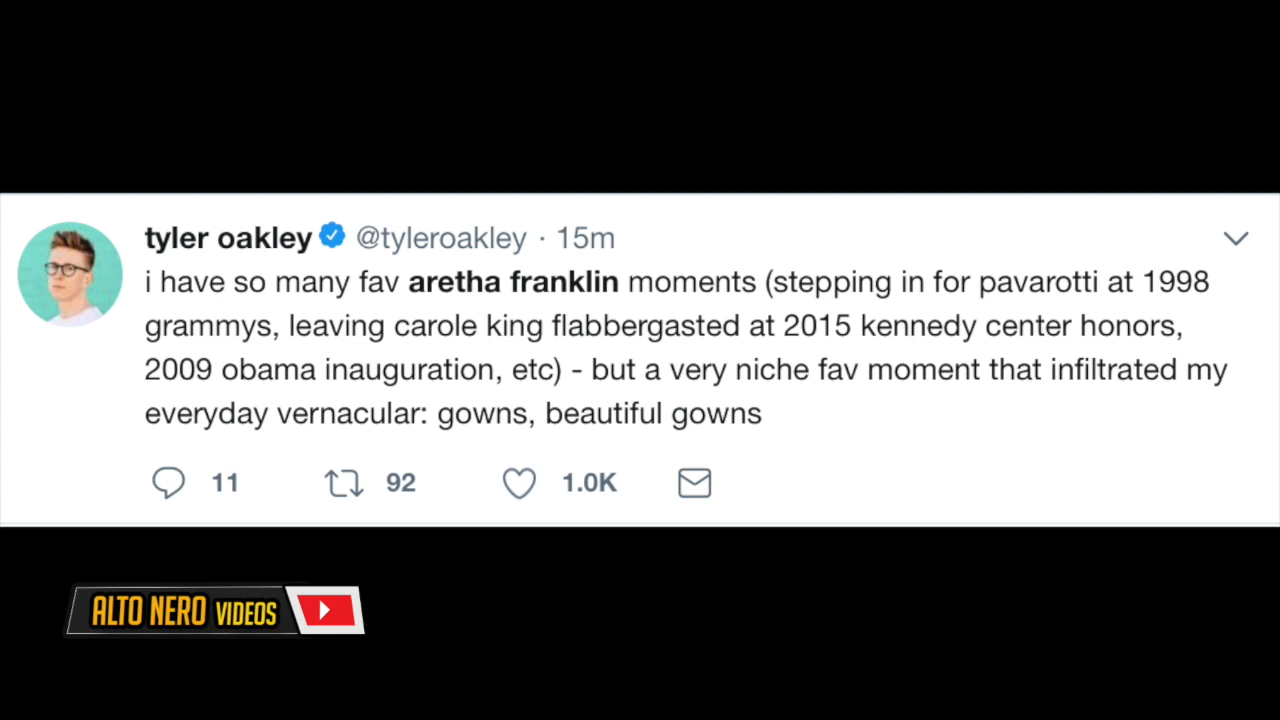 tyler oakley @tyleroakley · 15m
i have so many fav aretha franklin moments (stepping in for pavarotti at 1998
grammys, leaving carole king flabbergasted at 2015 kennedy center honors,
2009 obama inauguration, etc) - but a very niche fav moment that infiltrated my
everyday vernacular: gowns, beautiful gowns
11 92 1.0K
ALTO NERO VIDEOS